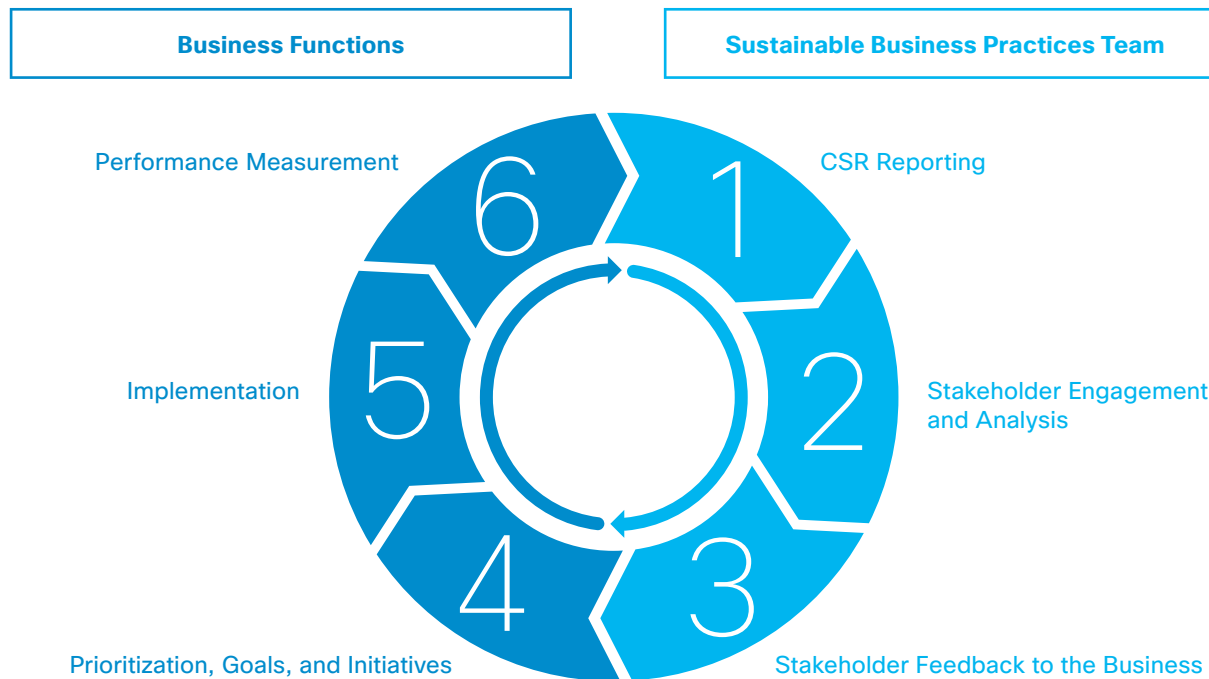 Business Functions
Sustainable Business Practices Team
Performance Measurement
6
1
CSR Reporting
Implementation
5
2
Stakeholder Engagement
and Analysis
4
3
Prioritization, Goals, and Initiatives
Stakeholder Feedback to the Business